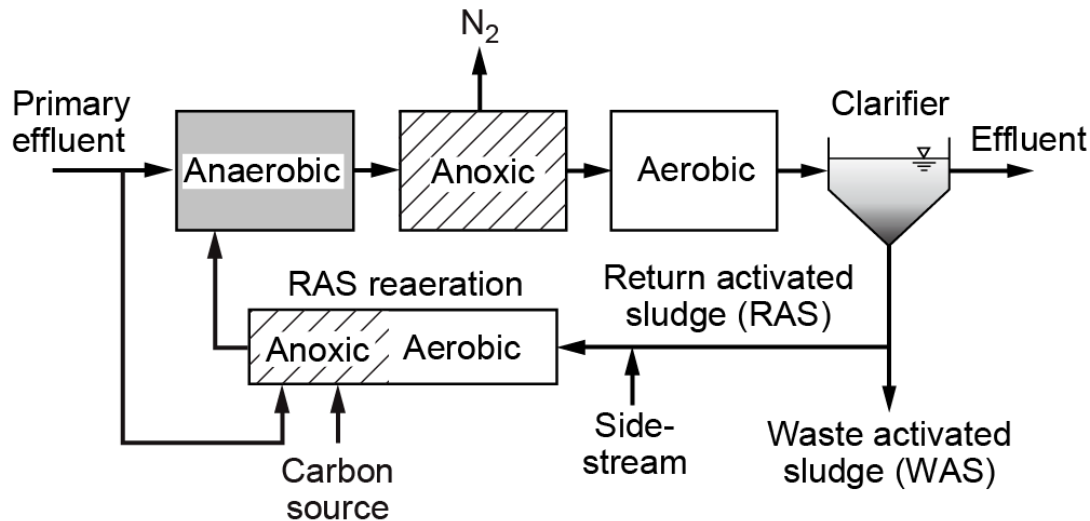 N2
Primary
effluent
Anaerobic
Anoxic
Aerobic
Clarifier
Effluent
RAS reaeration
Anoxic
Aerobic
Return activated
sludge (RAS)
Carbon
source
Side-
stream
Waste activated
sludge (WAS)